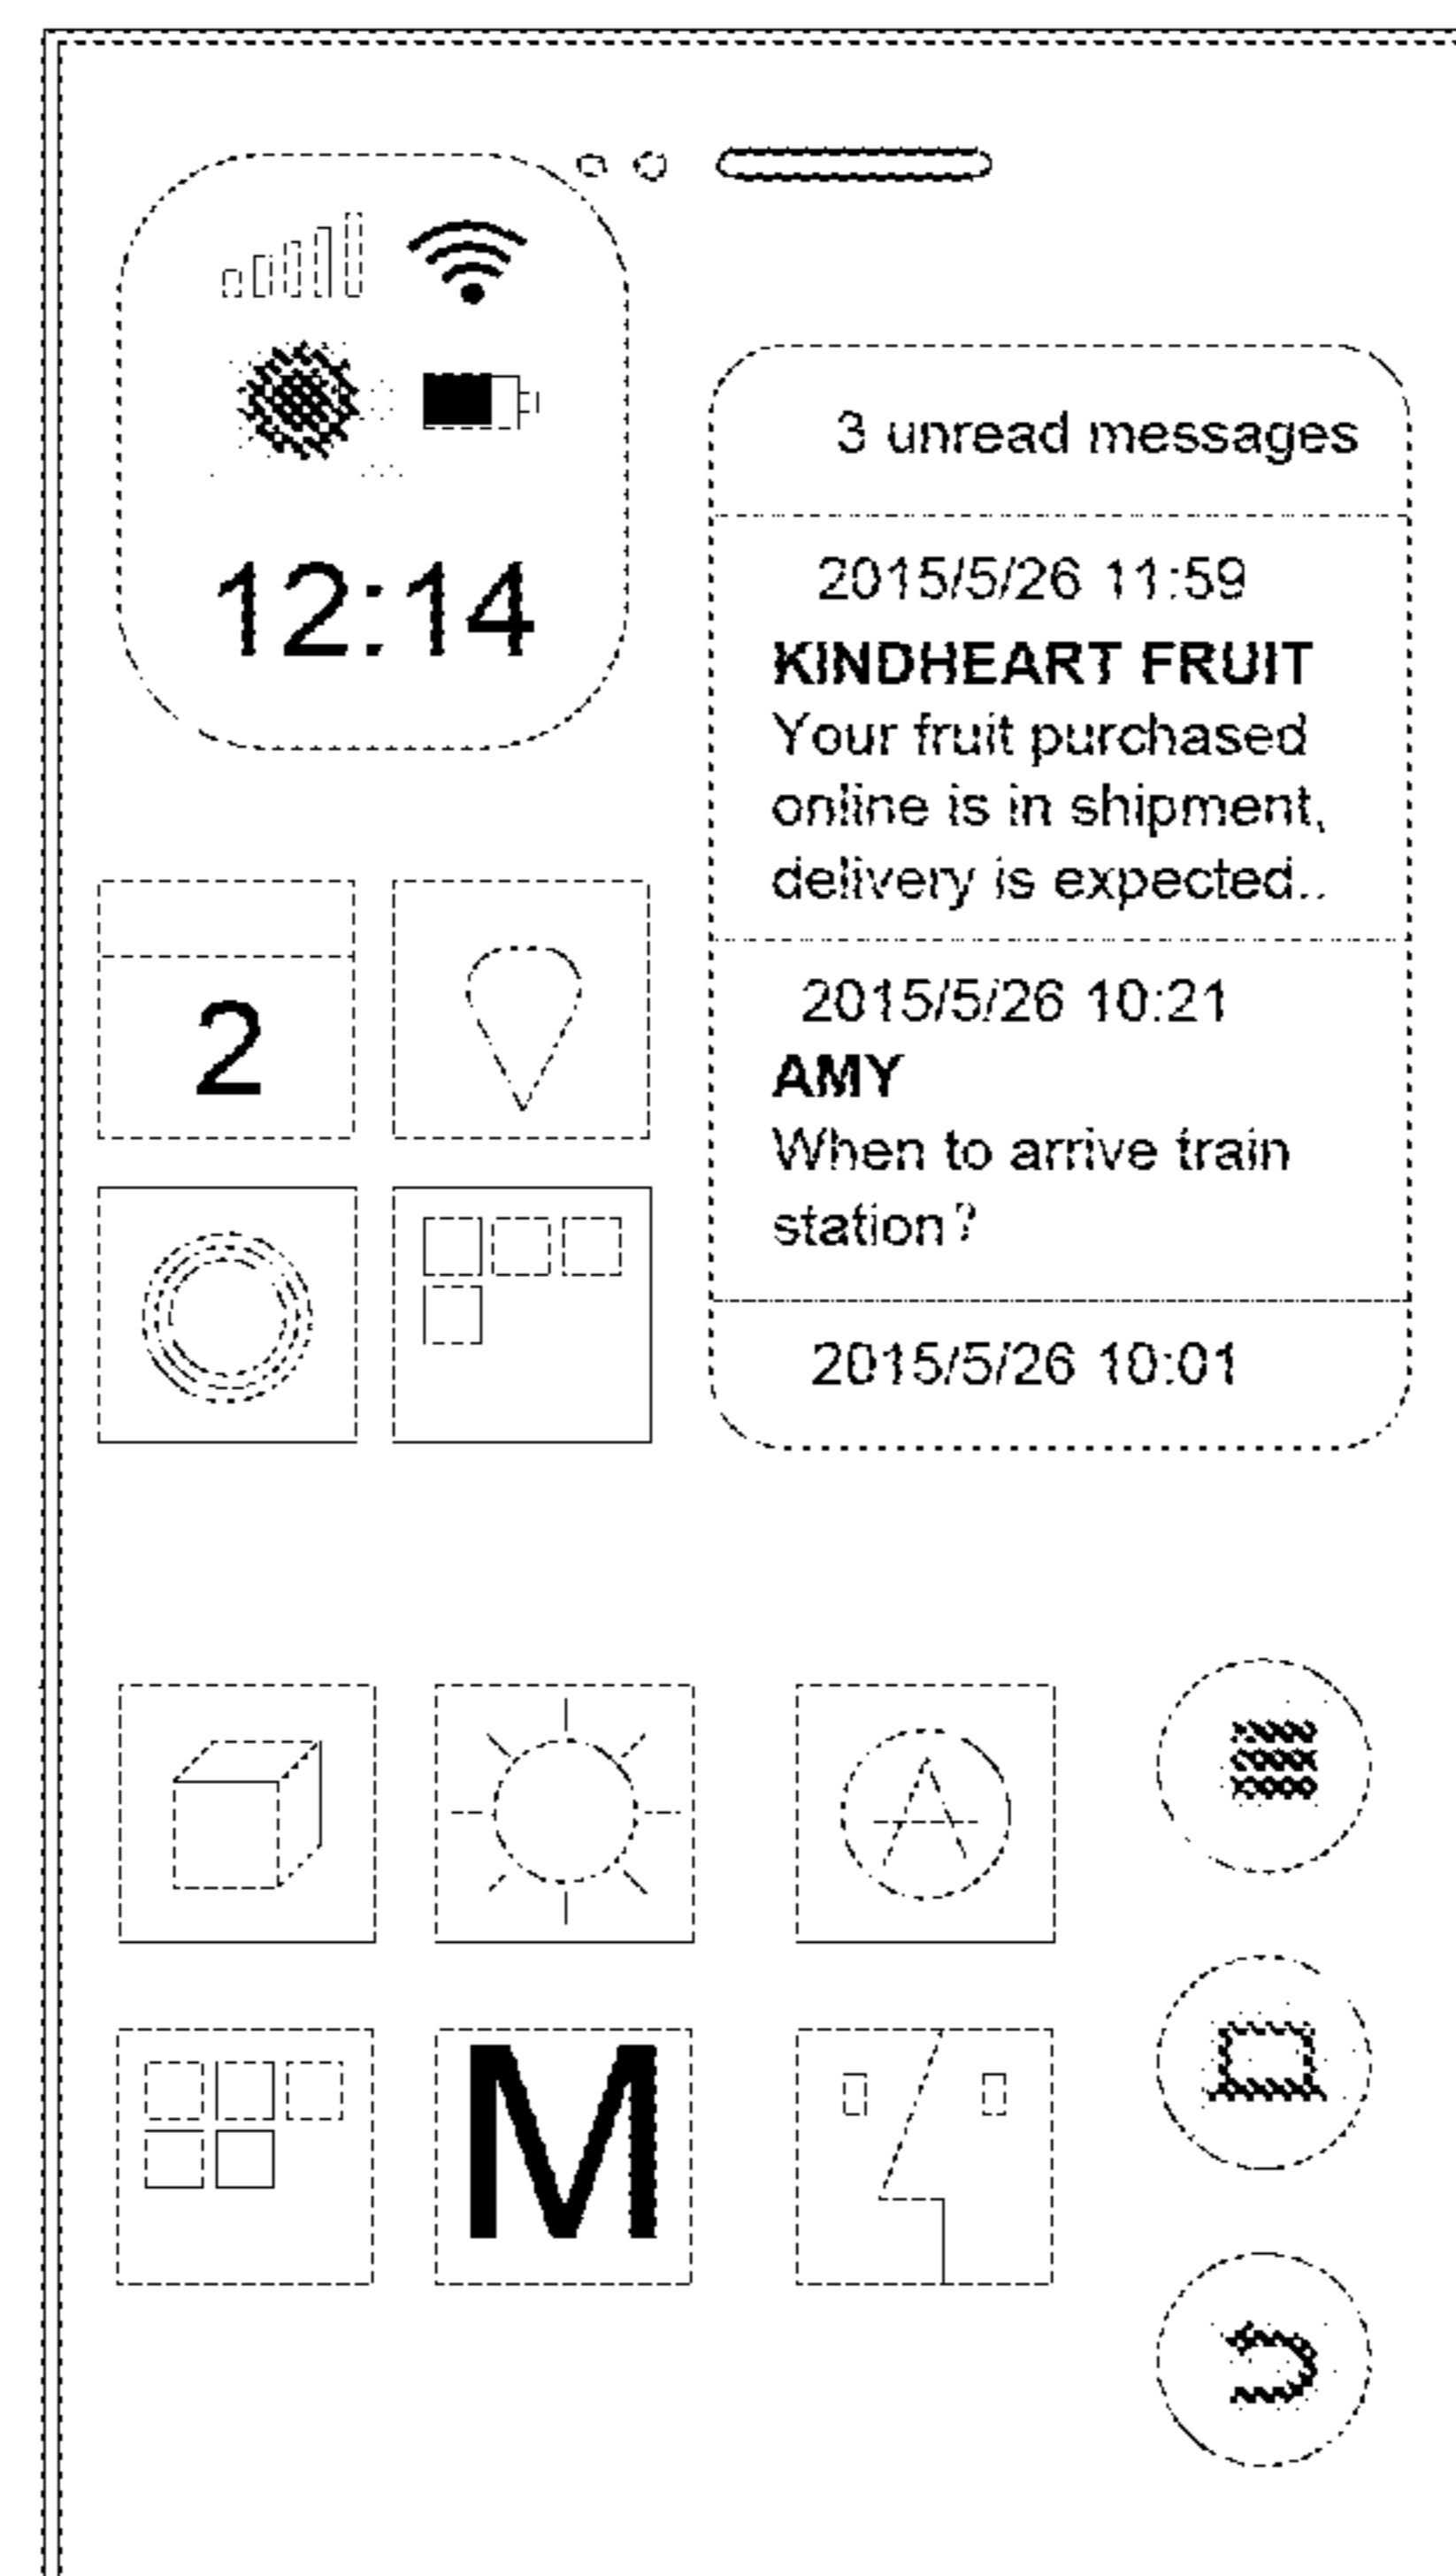 12:14
3 unread messages
2015/5/26 11:59
KINDHEART FRUIT
Your fruit purchased
online is in shipment,
delivery is expected..
2
2015/5/26 10:21
AMY
When to arrive train
station?
2015/5/26 10:01
A
M